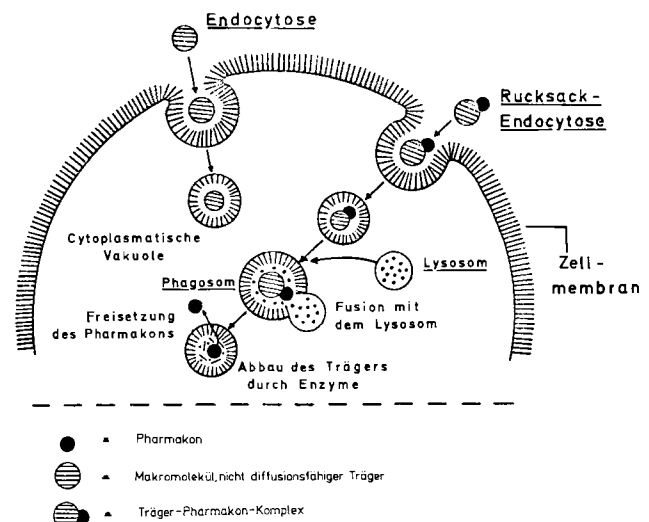 Endocytose
Rucksack-
Endocytose
Cytoplasmatische
Vakuole
Phagosom
Lysosom
Zell-
membran
Freisetzung
des Pharmakons
Fusion mit
dem Lysosom
Abbau des Trägers
durch Enzyme
Pharmakon
Makromolekül, nicht diffusionsfähiger Träger
Träger-Pharmakon-Komplex